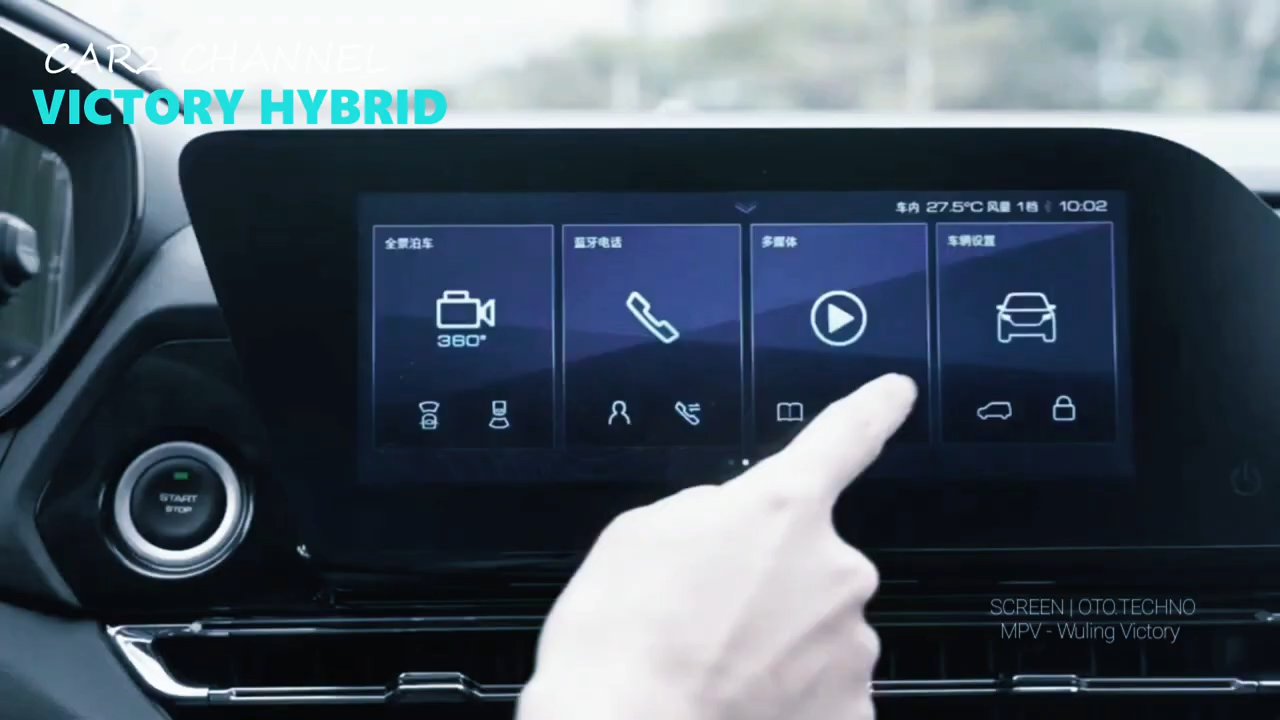 CAR2 CHANNEL
VICTORY HYBRID
车内 27.5°C 风量 1档 10:02
全景泊车
蓝牙电话
多媒体
车辆设置
360°
START
STOP
SCREEN | OTO.TECHNO
MPV - Wuling Victory